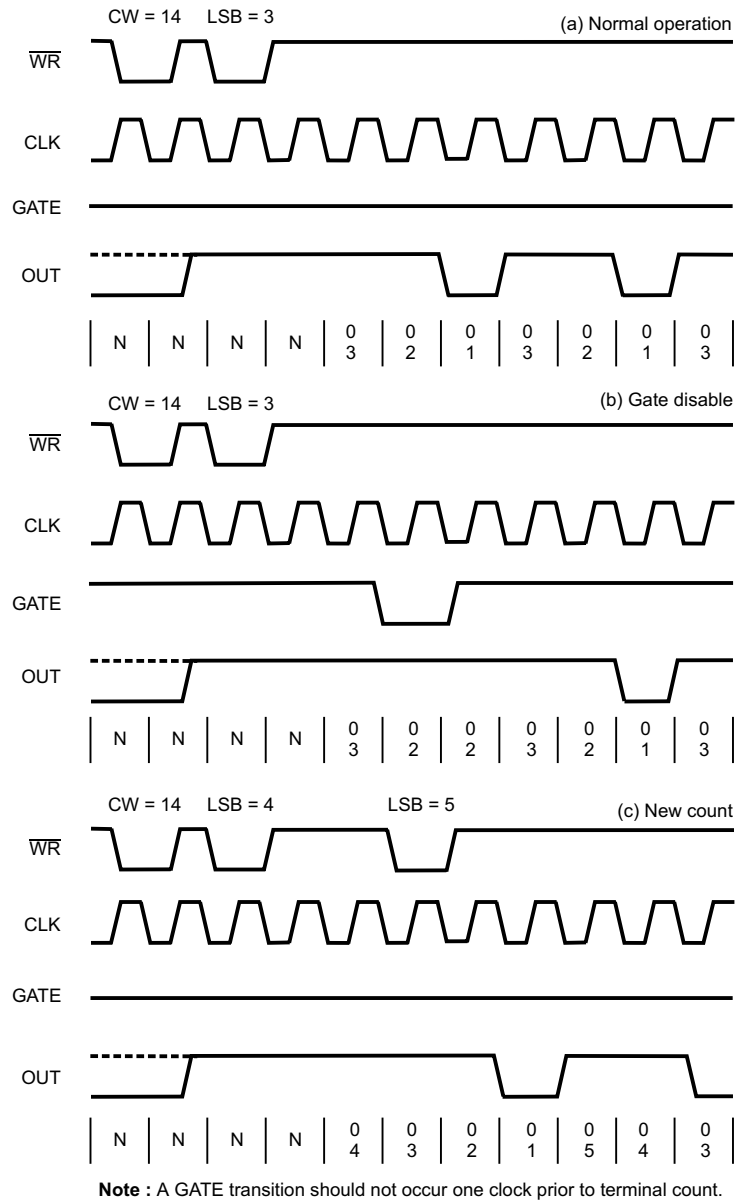 CW = 14 LSB = 3
(a) Normal operation
WR
CLK
GATE
OUT
N N N N 0 3 0 2 0 1 0 3 0 2 0 1 0 3
CW = 14 LSB = 3
(b) Gate disable
WR
CLK
GATE
OUT
N N N N 0 3 0 2 0 2 0 3 0 2 0 1 0 3
CW = 14 LSB = 4 LSB = 5
(c) New count
WR
CLK
GATE
OUT
N N N N 0 4 0 3 0 2 0 1 0 5 0 4 0 3
Note : A GATE transition should not occur one clock prior to terminal count.